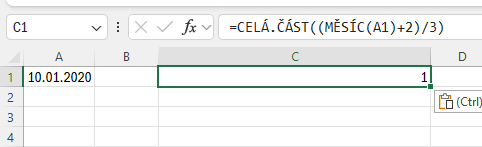 C1 fx =CELÁ.ČÁST((MĚSÍC(A1)+2)/3)
A B C D
1 10.01.2020 1
2 (Ctrl)
3
4